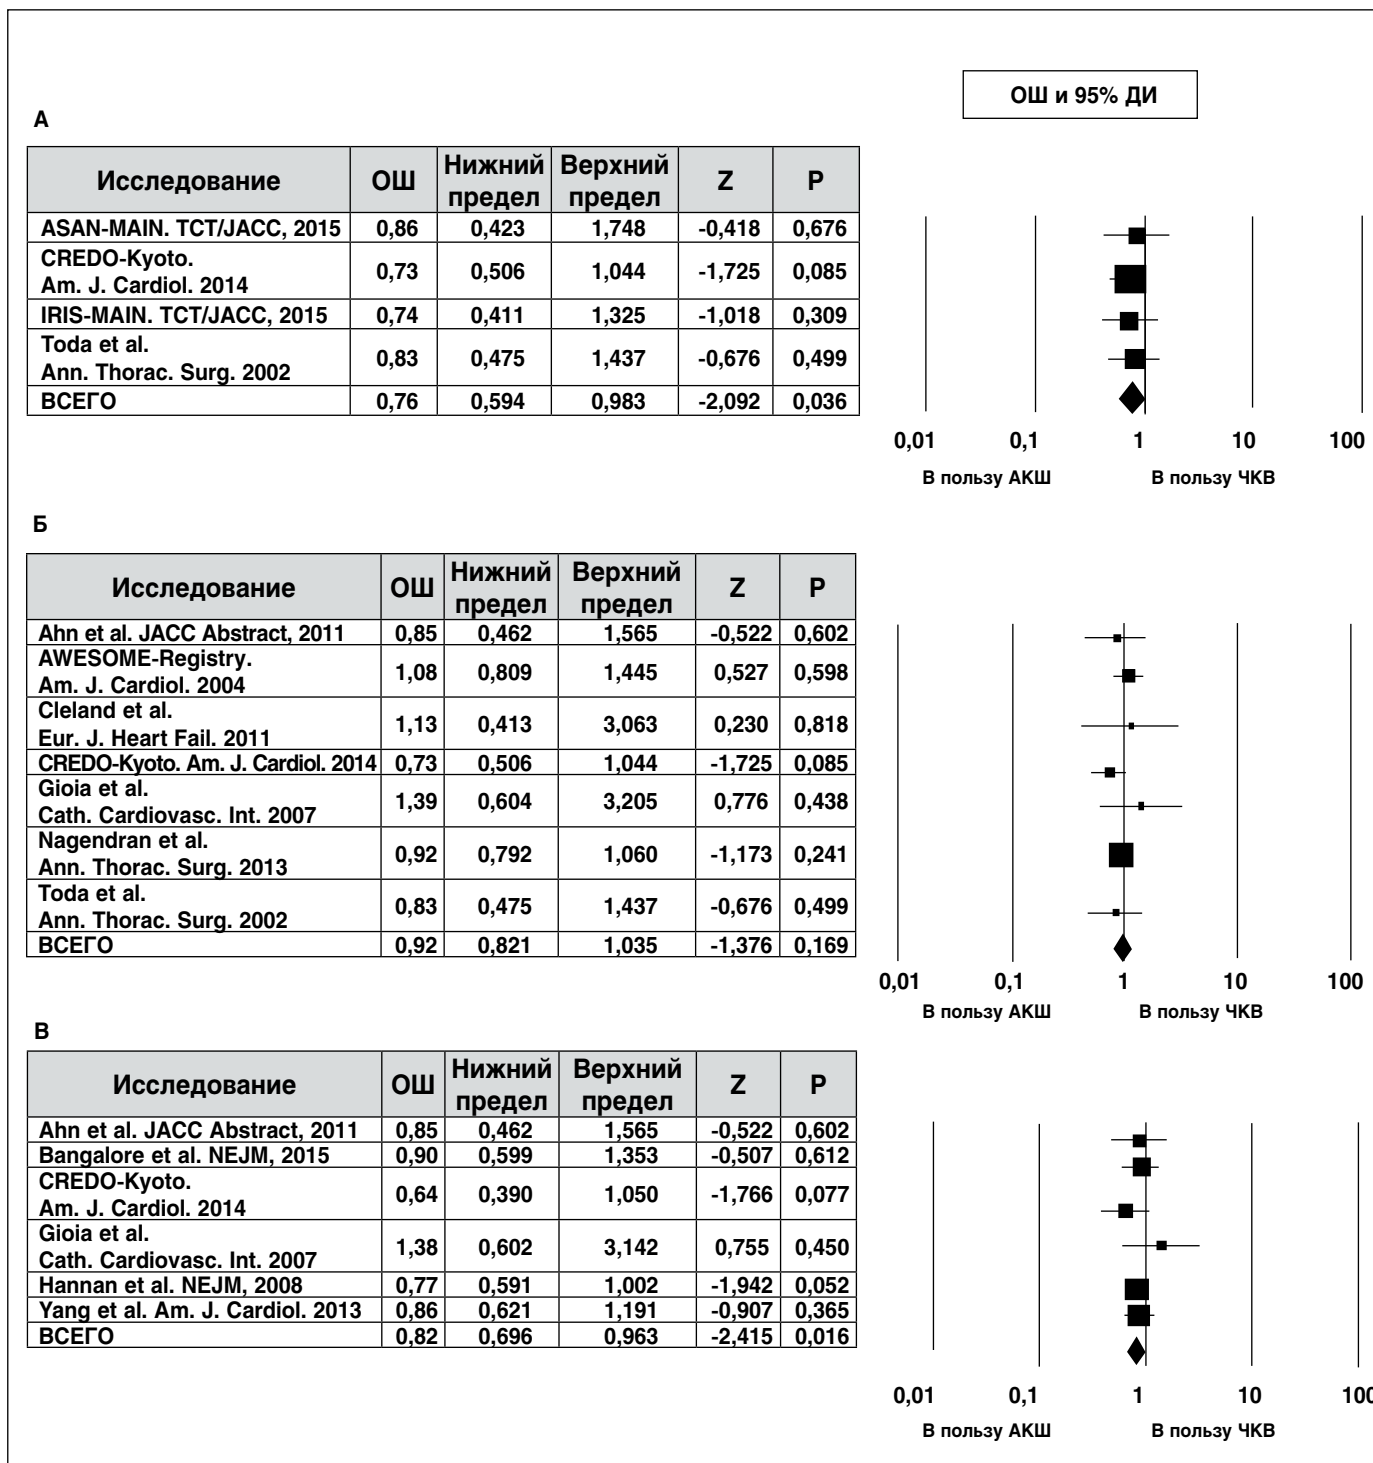 ОШ и 95% ДИ
А
Исследование ОШ Нижний предел Верхний предел Z P
ASAN-MAIN. TCT/JACC, 2015 0,86 0,423 1,748 -0,418 0,676
CREDO-Kyoto.
Am. J. Cardiol. 2014 0,73 0,506 1,044 -1,725 0,085
IRIS-MAIN. TCT/JACC, 2015 0,74 0,411 1,325 -1,018 0,309
Toda et al.
Ann. Thorac. Surg. 2002 0,83 0,475 1,437 -0,676 0,499
ВСЕГО 0,76 0,594 0,983 -2,092 0,036
0,01 0,1 1 10 100
В пользу АКШ В пользу ЧКВ
Б
Исследование ОШ Нижний предел Верхний предел Z P
Ahn et al. JACC Abstract, 2011 0,85 0,462 1,565 -0,522 0,602
AWESOME-Registry.
Am. J. Cardiol. 2004 1,08 0,809 1,445 0,527 0,598
Cleland et al.
Eur. J. Heart Fail. 2011 1,13 0,413 3,063 0,230 0,818
CREDO-Kyoto. Am. J. Cardiol. 2014 0,73 0,506 1,044 -1,725 0,085
Gioia et al.
Cath. Cardiovasc. Int. 2007 1,39 0,604 3,205 0,776 0,438
Nagendran et al.
Ann. Thorac. Surg. 2013 0,92 0,792 1,060 -1,173 0,241
Toda et al.
Ann. Thorac. Surg. 2002 0,83 0,475 1,437 -0,676 0,499
ВСЕГО 0,92 0,821 1,035 -1,376 0,169
0,01 0,1 1 10 100
В пользу АКШ В пользу ЧКВ
В
Исследование ОШ Нижний предел Верхний предел Z P
Ahn et al. JACC Abstract, 2011 0,85 0,462 1,565 -0,522 0,602
Bangalore et al. NEJM, 2015 0,90 0,599 1,353 -0,507 0,612
CREDO-Kyoto.
Am. J. Cardiol. 2014 0,64 0,390 1,050 -1,766 0,077
Gioia et al.
Cath. Cardiovasc. Int. 2007 1,38 0,602 3,142 0,755 0,450
Hannan et al. NEJM, 2008 0,77 0,591 1,002 -1,942 0,052
Yang et al. Am. J. Cardiol. 2013 0,86 0,621 1,191 -0,907 0,365
ВСЕГО 0,82 0,696 0,963 -2,415 0,016
0,01 0,1 1 10 100
В пользу АКШ В пользу ЧКВ